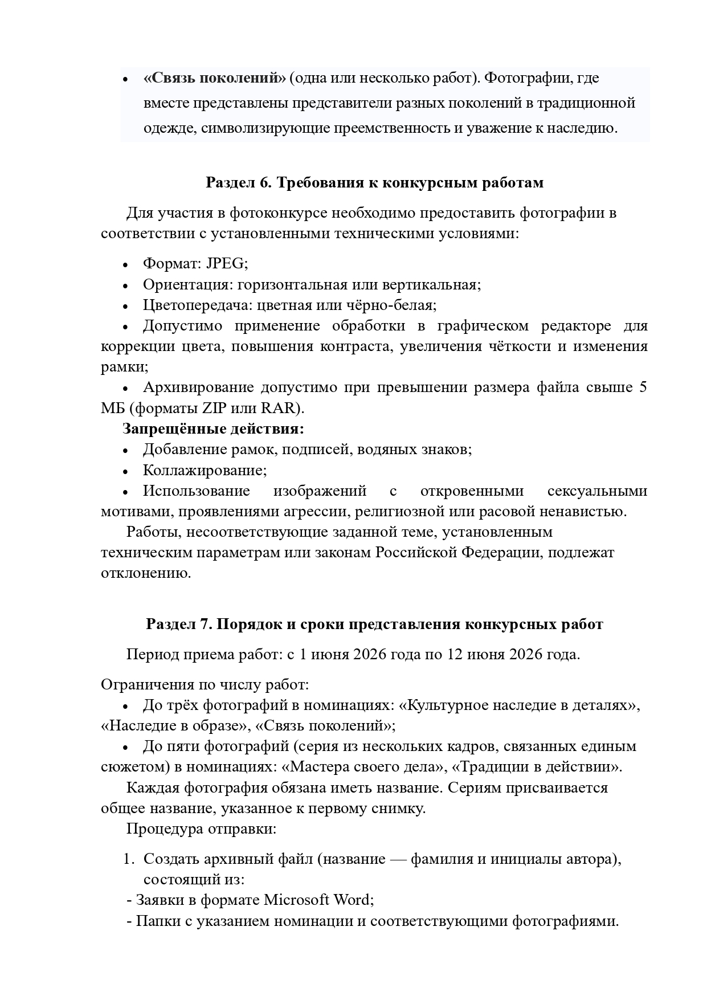 • «Связь поколений» (одна или несколько работ). Фотографии, где
вместе представлены представители разных поколений в традиционной
одежде, символизирующие преемственность и уважение к наследию.
Раздел 6. Требования к конкурсным работам
Для участия в фотоконкурсе необходимо предоставить фотографии в
соответствии с установленными техническими условиями:
• Формат: JPEG;
• Ориентация: горизонтальная или вертикальная;
• Цветопередача: цветная или чёрно-белая;
• Допустимо применение обработки в графическом редакторе для
коррекции цвета, повышения контраста, увеличения чёткости и изменения
рамки;
• Архивирование допустимо при превышении размера файла свыше 5
МБ (форматы ZIP или RAR).
Запрещённые действия:
• Добавление рамок, подписей, водяных знаков;
• Коллажирование;
• Использование изображений с откровенными сексуальными
мотивами, проявлениями агрессии, религиозной или расовой ненавистью.
Работы, несоответствующие заданной теме, установленным
техническим параметрам или законам Российской Федерации, подлежат
отклонению.
Раздел 7. Порядок и сроки представления конкурсных работ
Период приема работ: с 1 июня 2026 года по 12 июня 2026 года.
Ограничения по числу работ:
• До трёх фотографий в номинациях: «Культурное наследие в деталях»,
«Наследие в образе», «Связь поколений»;
• До пяти фотографий (серия из нескольких кадров, связанных единым
сюжетом) в номинациях: «Мастера своего дела», «Традиции в действии».
Каждая фотография обязана иметь название. Сериям присваивается
общее название, указанное к первому снимку.
Процедура отправки:
1. Создать архивный файл (название — фамилия и инициалы автора),
состоящий из:
- Заявки в формате Microsoft Word;
- Папки с указанием номинации и соответствующими фотографиями.